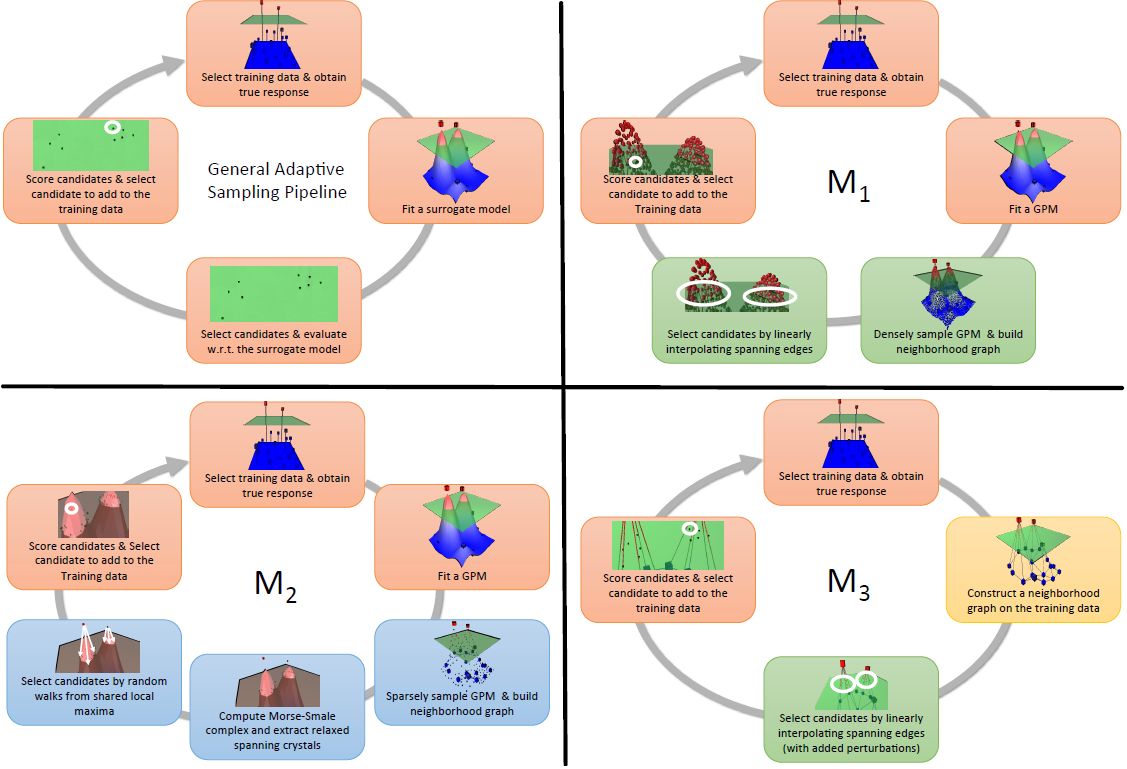 Select training data & obtain
true response
Score candidates & select
candidate to add to the
training data
General Adaptive
Sampling Pipeline
Fit a surrogate model
Select candidates & evaluate
w.r.t. the surrogate model
Select training data & obtain
true response
Score candidates & select
candidate to add to the
Training data
M1
Fit a GPM
Select candidates by linearly
interpolating spanning edges
Densely sample GPM & build
neighborhood graph
Select training data & obtain
true response
Score candidates & Select
candidate to add to the
Training data
M2
Fit a GPM
Select candidates by random
walks from shared local
maxima
Compute Morse-Smale
complex and extract relaxed
spanning crystals
Sparsely sample GPM & build
neighborhood graph
Select training data & obtain
true response
Score candidates & select
candidate to add to the
training data
M3
Construct a neighborhood
graph on the training data
Select candidates by linearly
interpolating spanning edges
(with added perturbations)